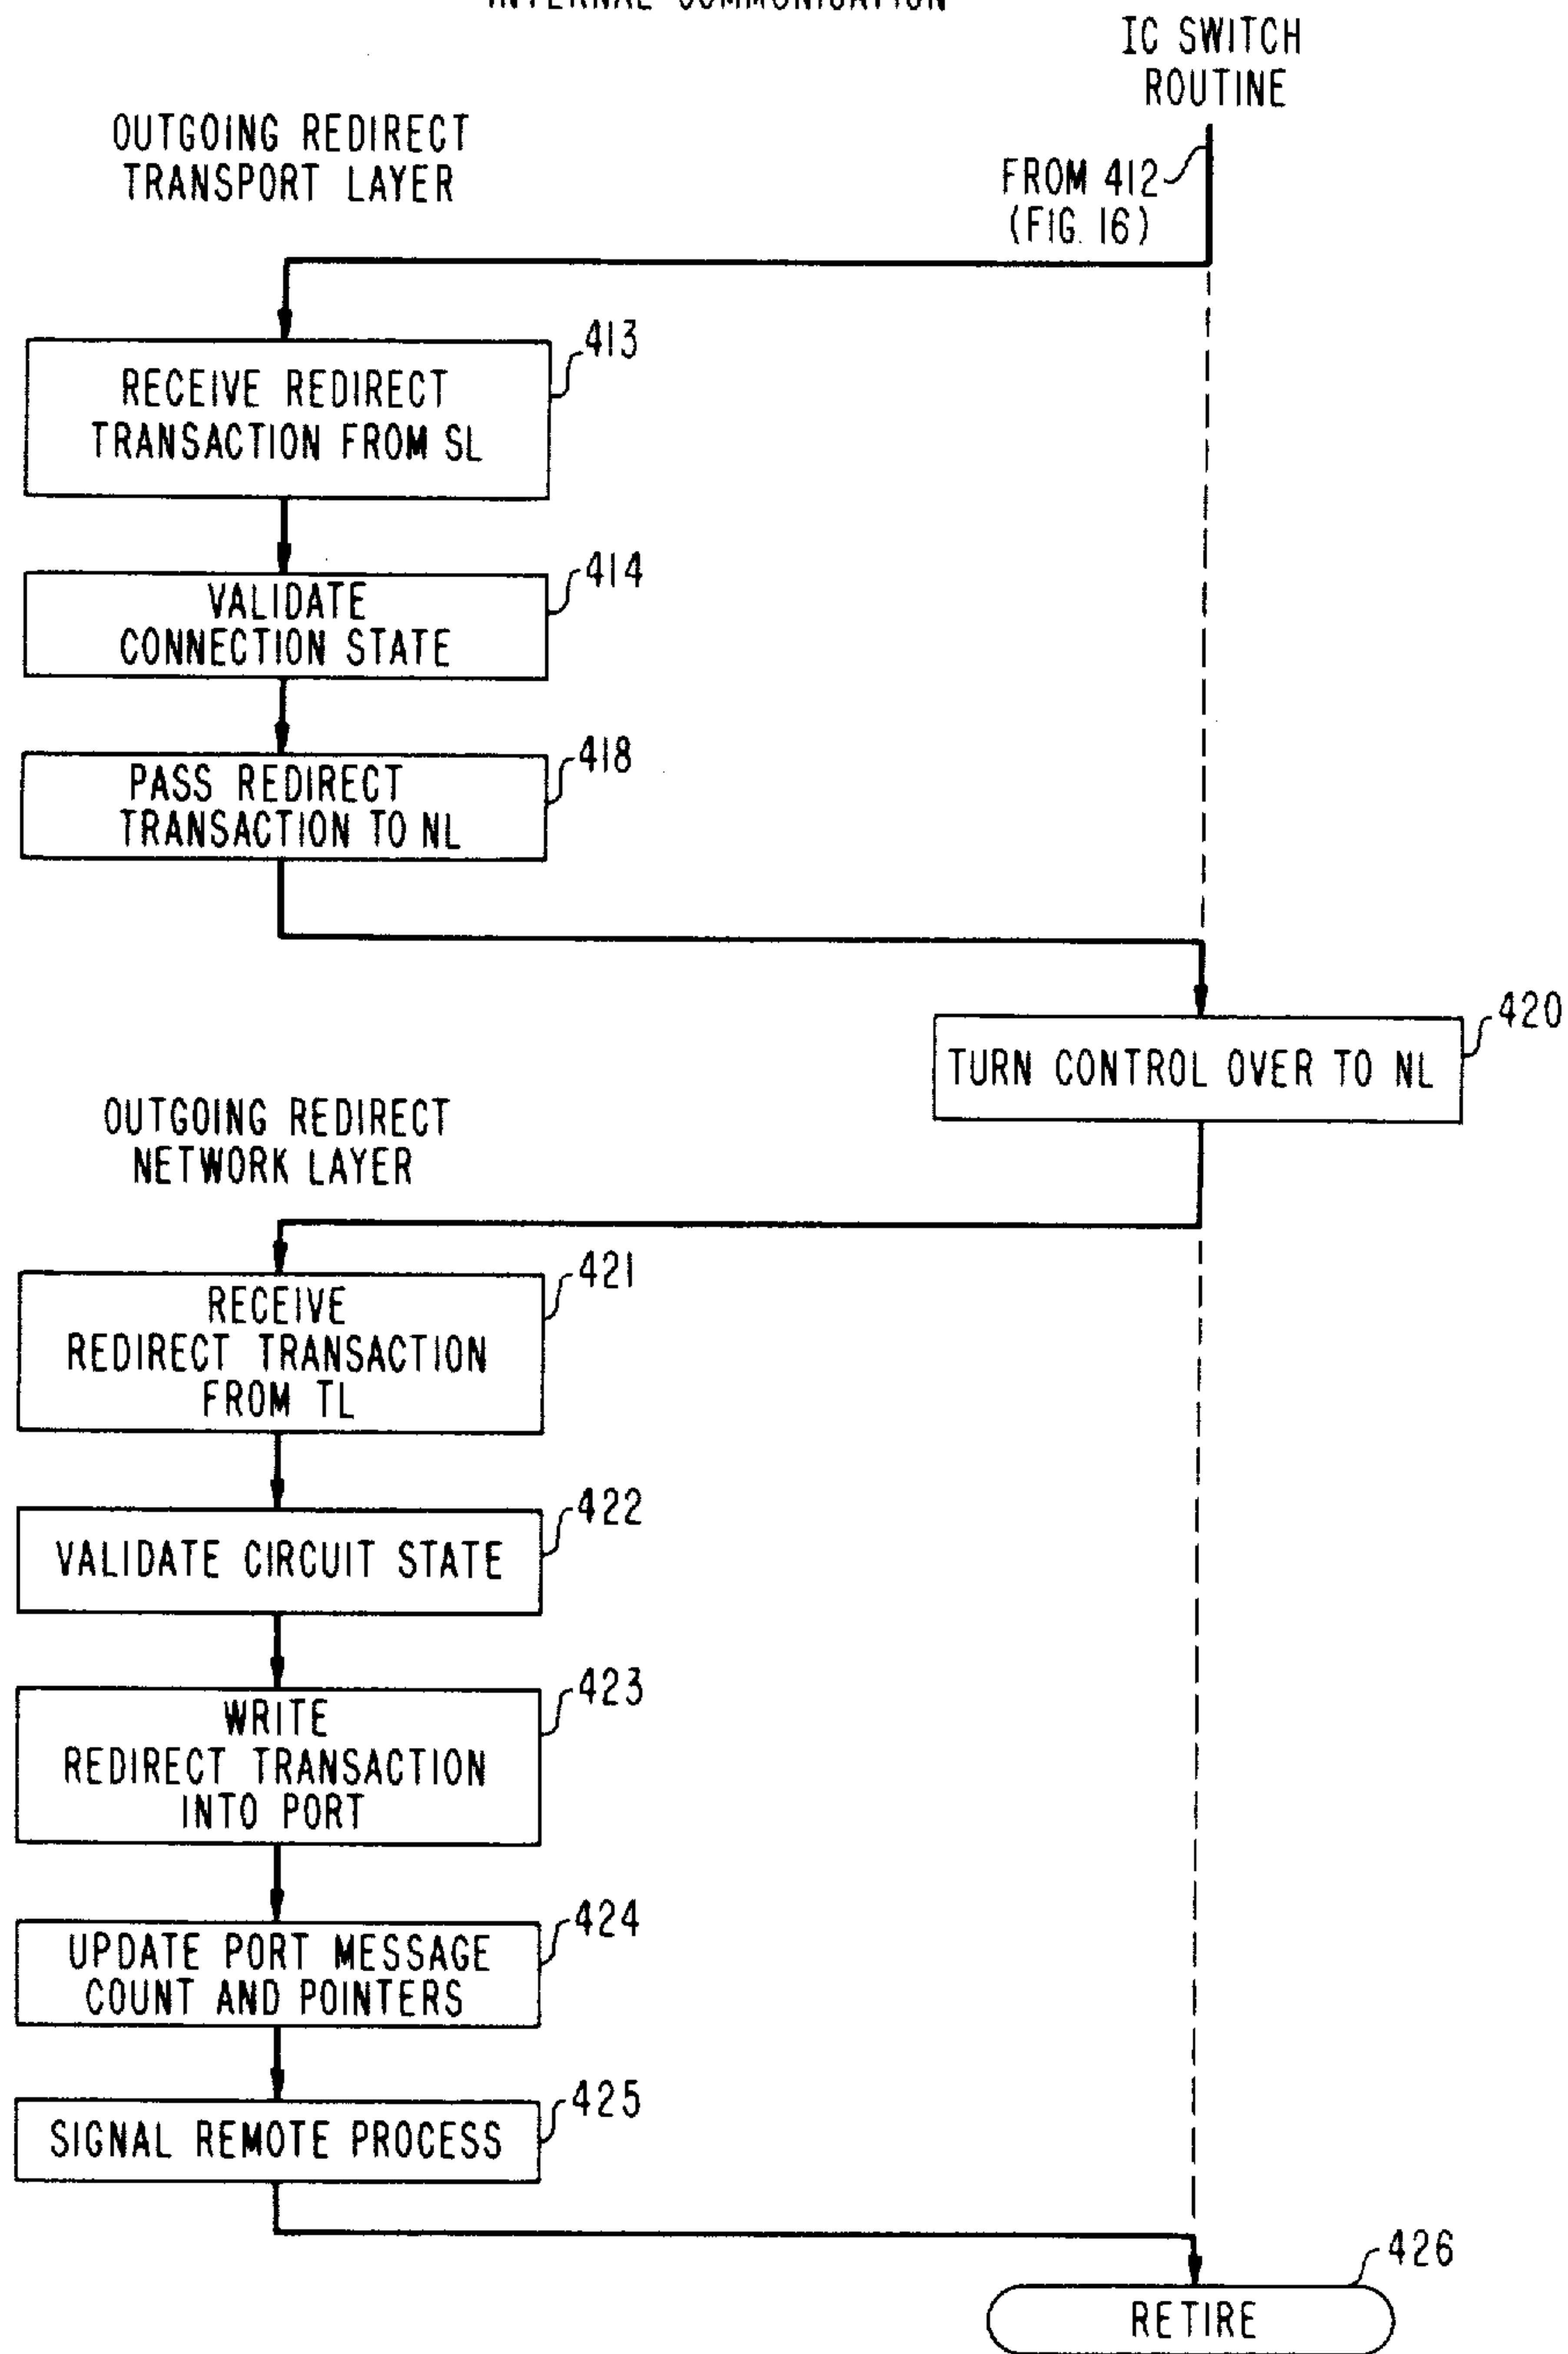 INTERNAL COMMUNICATION
IC SWITCH
ROUTINE
OUTGOING REDIRECT
TRANSPORT LAYER
FROM 412
(FIG. 16)
413
RECEIVE REDIRECT
TRANSACTION FROM SL
414
VALIDATE
CONNECTION STATE
418
PASS REDIRECT
TRANSACTION TO NL
420
TURN CONTROL OVER TO NL
OUTGOING REDIRECT
NETWORK LAYER
421
RECEIVE
REDIRECT TRANSACTION
FROM TL
422
VALIDATE CIRCUIT STATE
423
WRITE
REDIRECT TRANSACTION
INTO PORT
424
UPDATE PORT MESSAGE
COUNT AND POINTERS
425
SIGNAL REMOTE PROCESS
426
RETIRE